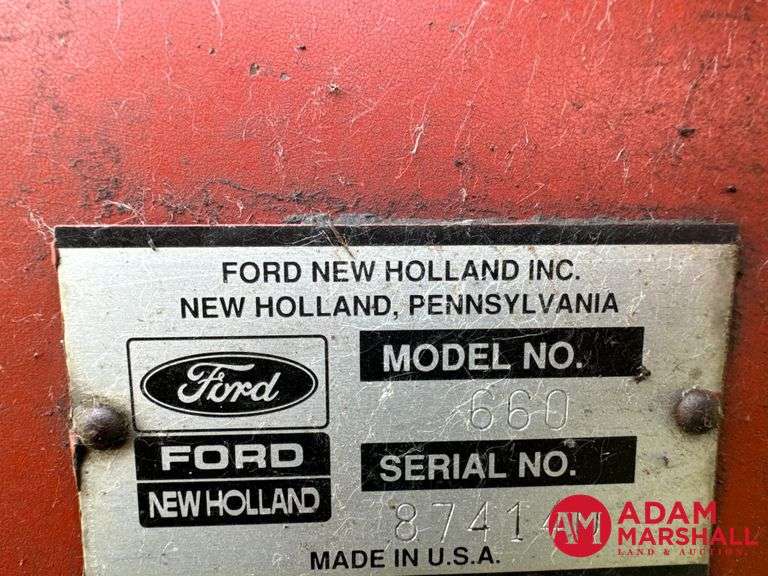 FORD NEW HOLLAND INC.
NEW HOLLAND, PENNSYLVANIA
Ford
FORD
NEW HOLLAND
MODEL NO.
660
SERIAL NO.
MADE IN U.S.A.
AM
ADAM
MARSHALL
LAND & AUCTION,